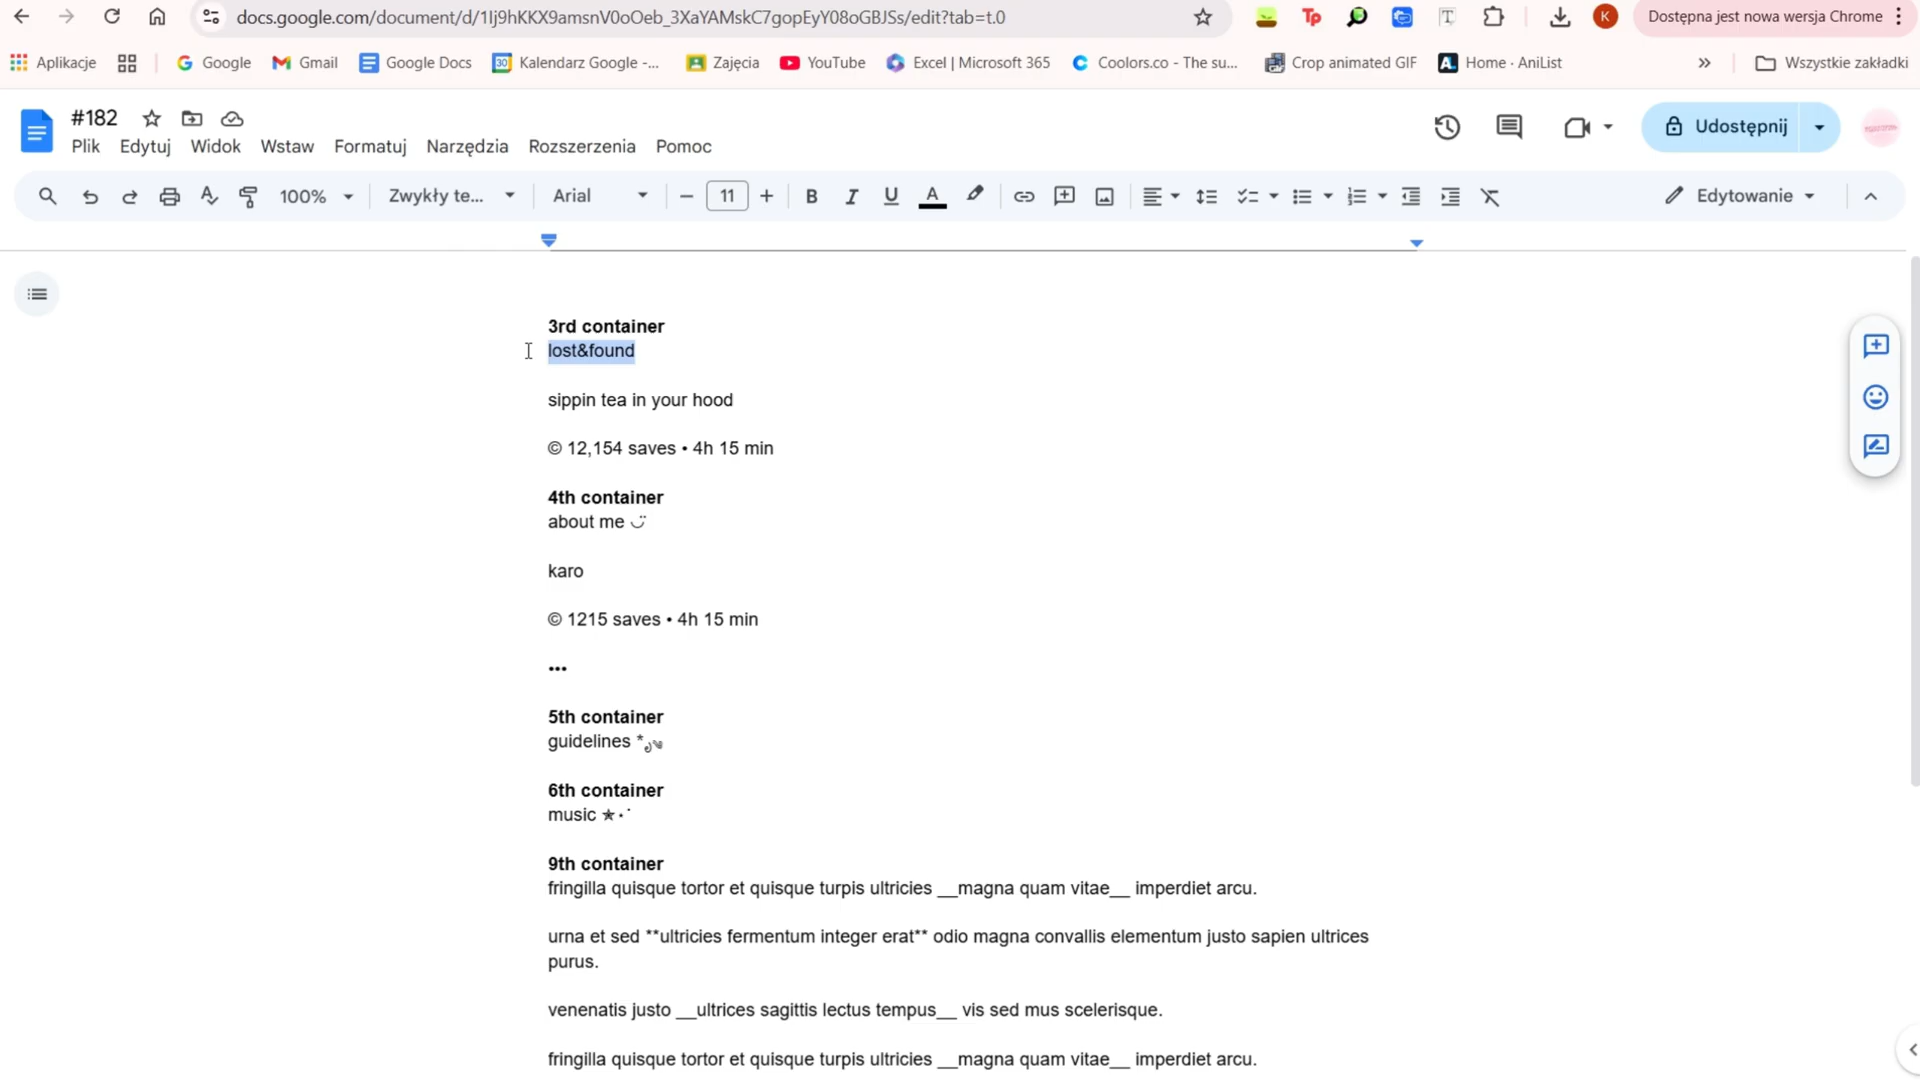 docs.google.com/document/d/1Ij9hKKX9amsnV0oOeb_3XaYAMskC7gopEyY08oGBJSs/edit?tab=t.0
Tp
T
K
Dostępna jest nowa wersja Chrome
Aplikacje
Google
Gmail
Google Docs
30
Kalendarz Google -...
Zajęcia
YouTube
Excel | Microsoft 365
Coolors.co - The su...
Crop animated GIF
Home · AniList
»
Wszystkie zakładki
#182
Plik
Edytuj
Widok
Wstaw
Formatuj
Narzędzia
Rozszerzenia
Pomoc
Udostępnij
100%
Zwykły te...
Arial
11
Edytowanie
3rd container
lost&found
sippin tea in your hood
© 12,154 saves • 4h 15 min
4th container
about me
karo
© 1215 saves • 4h 15 min
•••
5th container
guidelines
6th container
music ✯⋆˙
9th container
fringilla quisque tortor et quisque turpis ultricies __magna quam vitae__ imperdiet arcu.
urna et sed **ultricies fermentum integer erat** odio magna convallis elementum justo sapien ultrices
purus.
venenatis justo __ultrices sagittis lectus tempus__ vis sed mus scelerisque.
fringilla quisque tortor et quisque turpis ultricies __magna quam vitae__ imperdiet arcu.